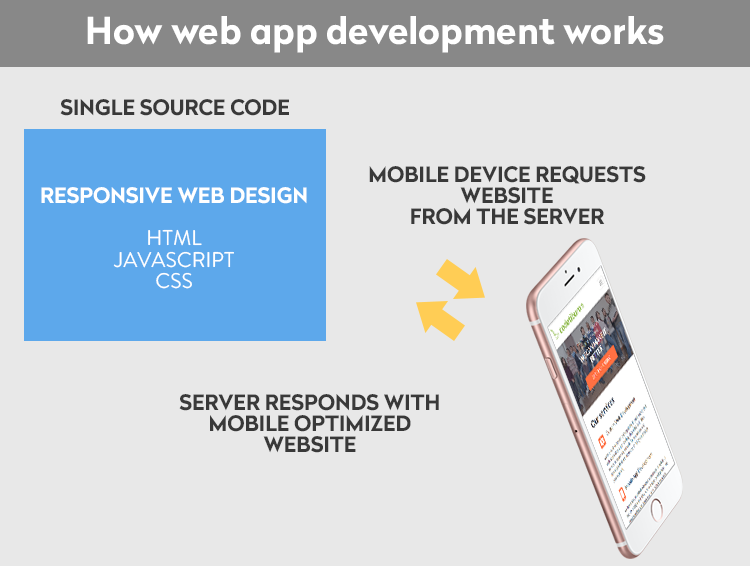 How web app development works
SINGLE SOURCE CODE
RESPONSIVE WEB DESIGN
HTML
JAVASCRIPT
CSS
MOBILE DEVICE REQUESTS
WEBSITE
FROM THE SERVER
SERVER RESPONDS WITH
MOBILE OPTIMIZED
WEBSITE
Our services